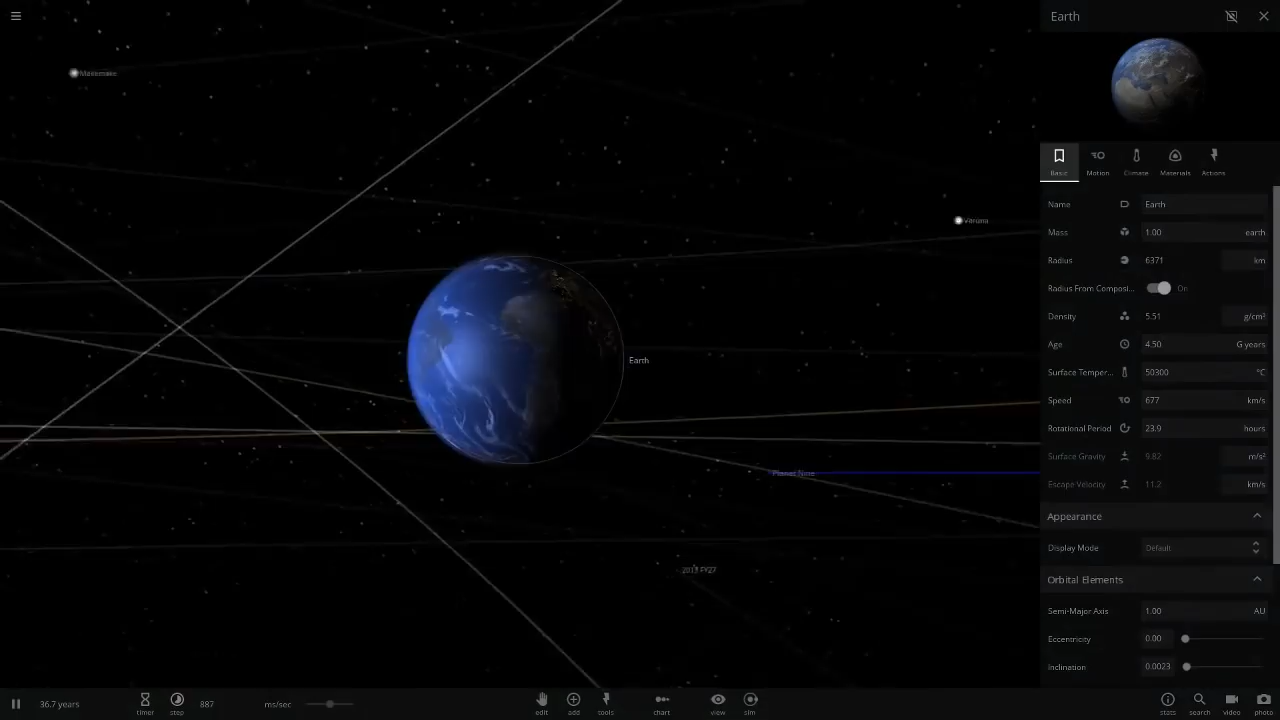 Earth
Makemake
Varuna
Earth
Planet Nine
2013 FY27
Basic Motion Climate Materials Actions
Name Earth
Mass 1.00 earth
Radius 6371 km
Radius From Composi... On
Density 5.51 g/cm³
Age 4.50 G years
Surface Temper... 50300 °C
Speed 677 km/s
Rotational Period 23.9 hours
Surface Gravity 9.82 m/s²
Escape Velocity 11.2 km/s
Appearance
Display Mode Default
Orbital Elements
Semi-Major Axis 1.00 AU
Eccentricity 0.00
Inclination 0.0023
36.7 years timer step 887 ms/sec edit add tools chart view sim stats search video photo